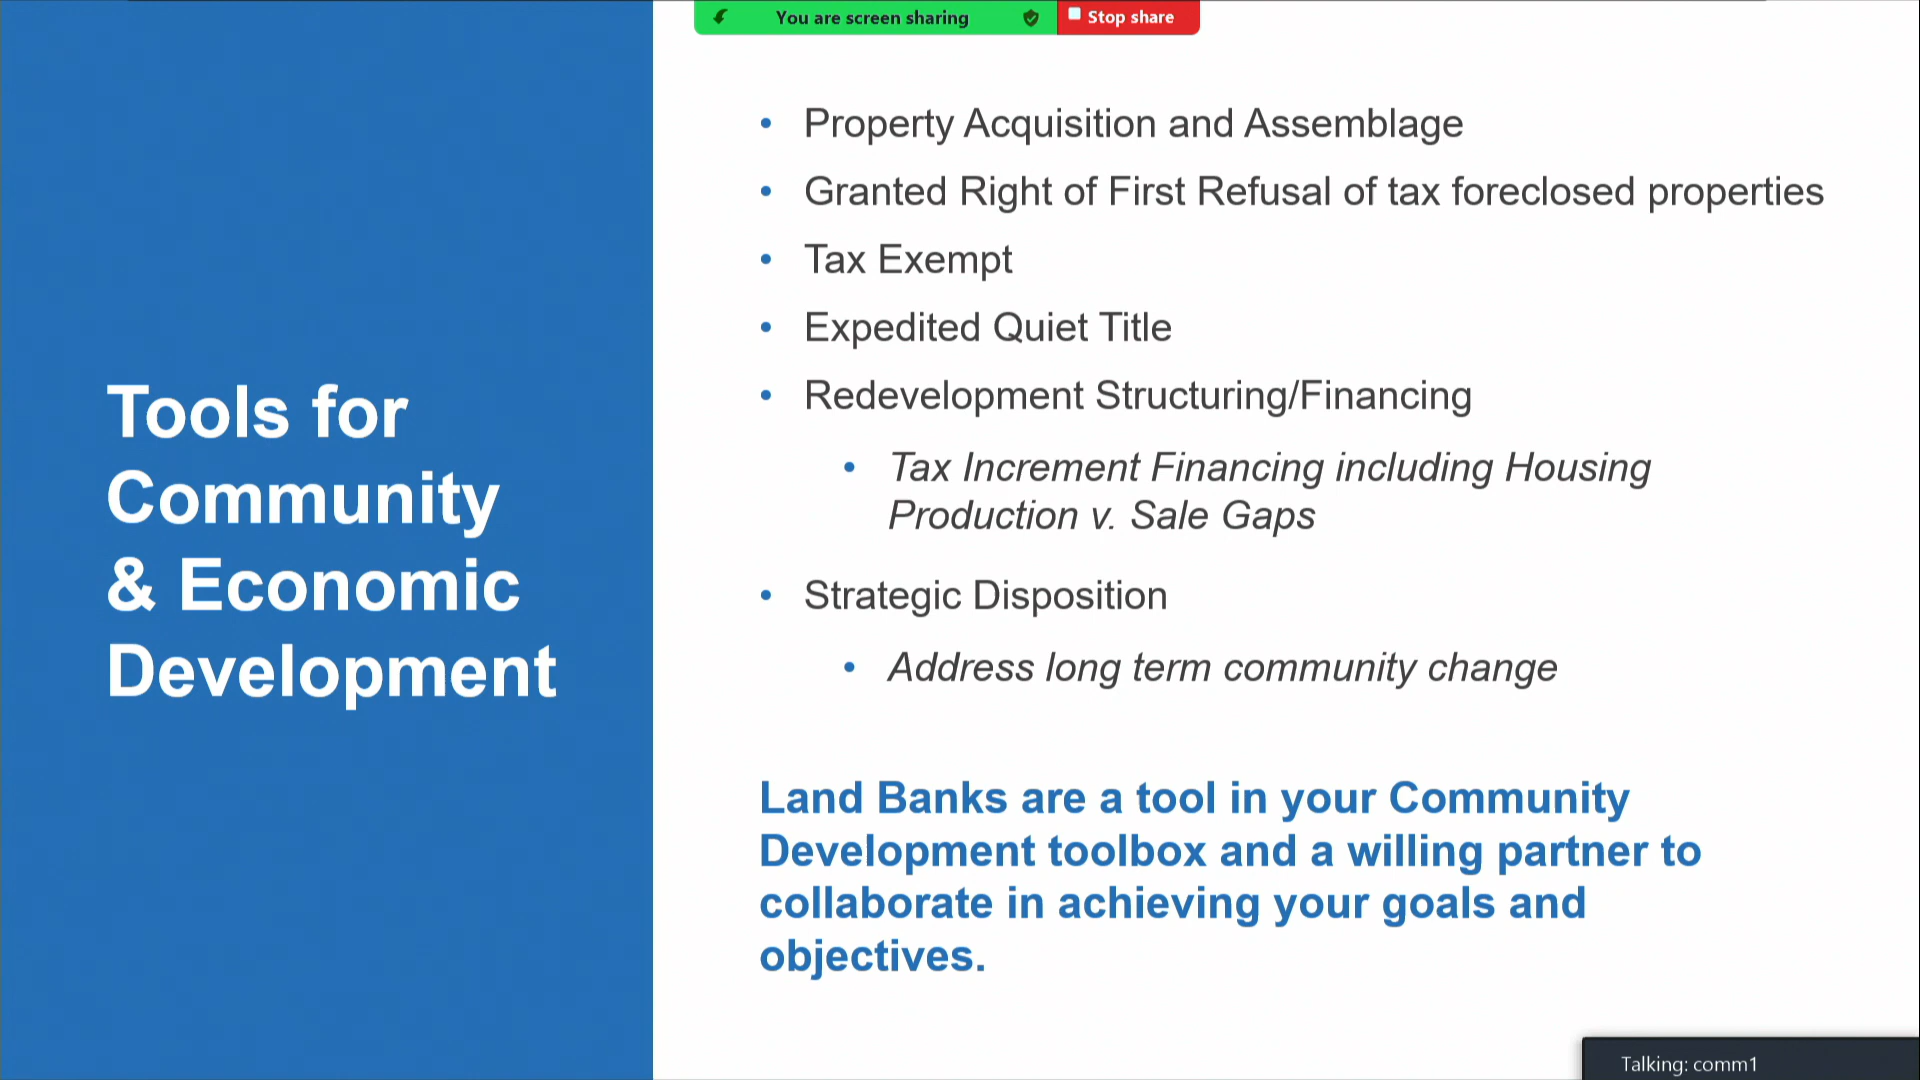 You are screen sharing
Stop share
Tools for
Community
& Economic
Development
• Property Acquisition and Assemblage
• Granted Right of First Refusal of tax foreclosed properties
• Tax Exempt
• Expedited Quiet Title
• Redevelopment Structuring/Financing
• Tax Increment Financing including Housing
Production v. Sale Gaps
• Strategic Disposition
• Address long term community change
Land Banks are a tool in your Community
Development toolbox and a willing partner to
collaborate in achieving your goals and
objectives.
Talking: comm1